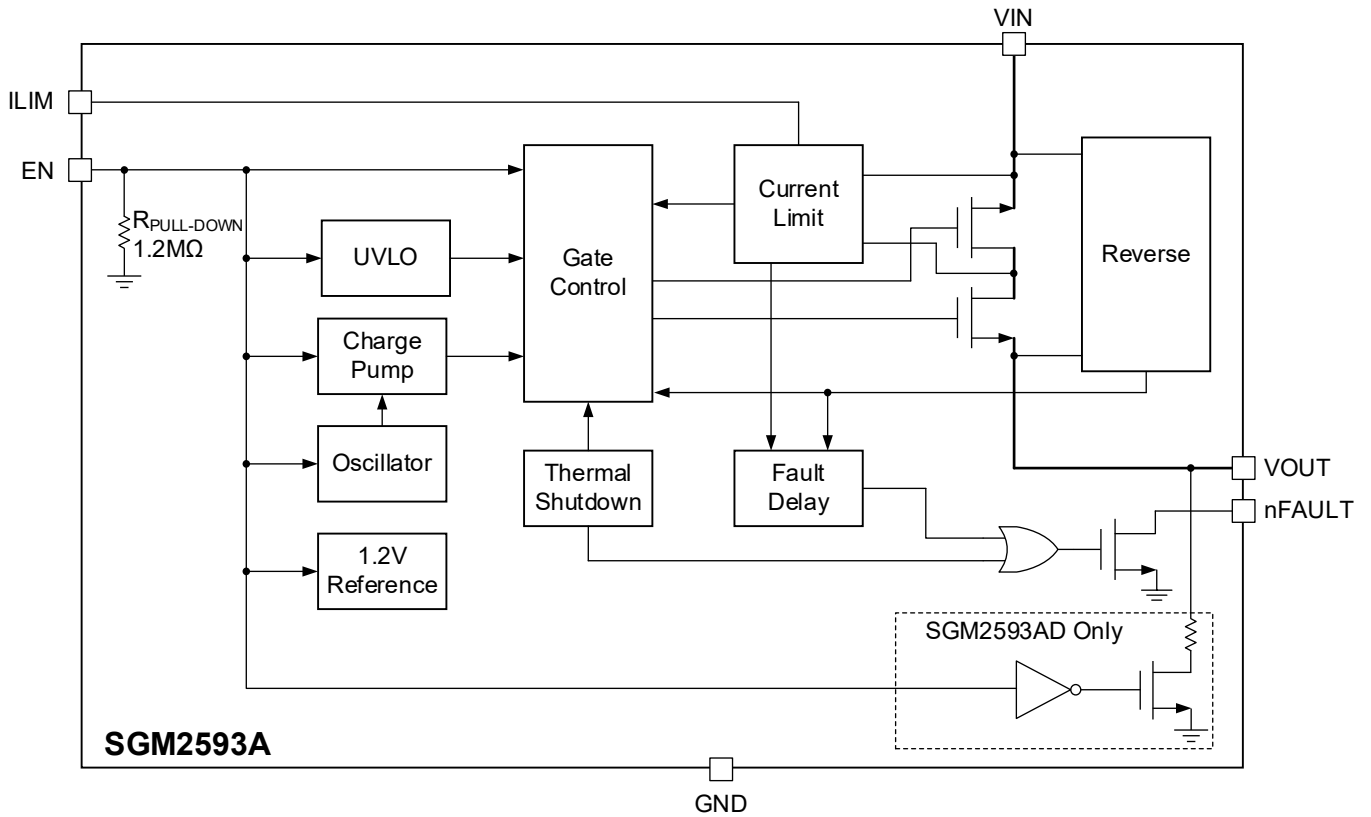 VIN
ILIM
EN
RPULL-DOWN
1.2MΩ
UVLO
Charge
Pump
Oscillator
1.2V
Reference
Gate
Control
Thermal
Shutdown
Current
Limit
Fault
Delay
Reverse
VOUT
nFAULT
SGM2593AD Only
SGM2593A
GND